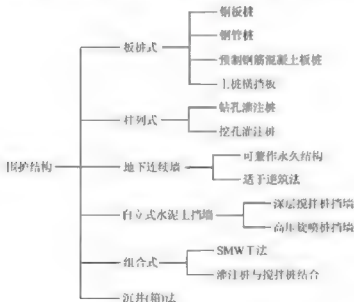 钢板桩
钢管桩
板桩式
预制钢筋混凝土板桩
主桩横挡板
钻孔灌注桩
柱列式
挖孔灌注桩
可兼作永久结构
围护结构
地下连续墙
适于逆筑法
深层搅拌桩挡墙
自立式水泥土挡墙
高压旋喷桩挡墙
SMW工法
组合式
灌注桩与搅拌桩结合
沉井(箱)法